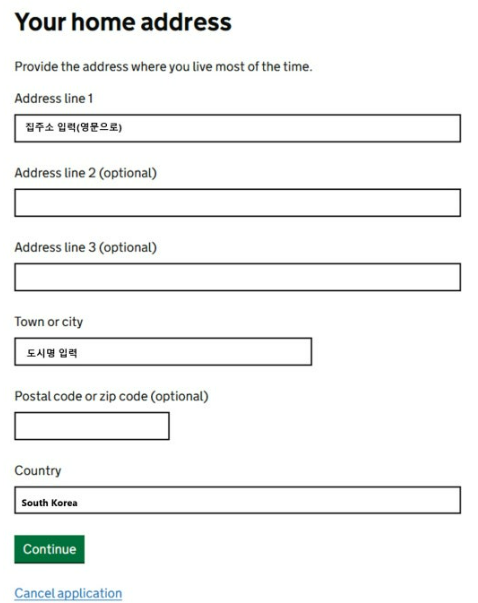 Your home address
Provide the address where you live most of the time.
Address line 1
집주소 입력(영문으로)
Address line 2 (optional)
Address line 3 (optional)
Town or city
도시명 입력
Postal code or zip code (optional)
Country
South Korea
Continue
Cancel application